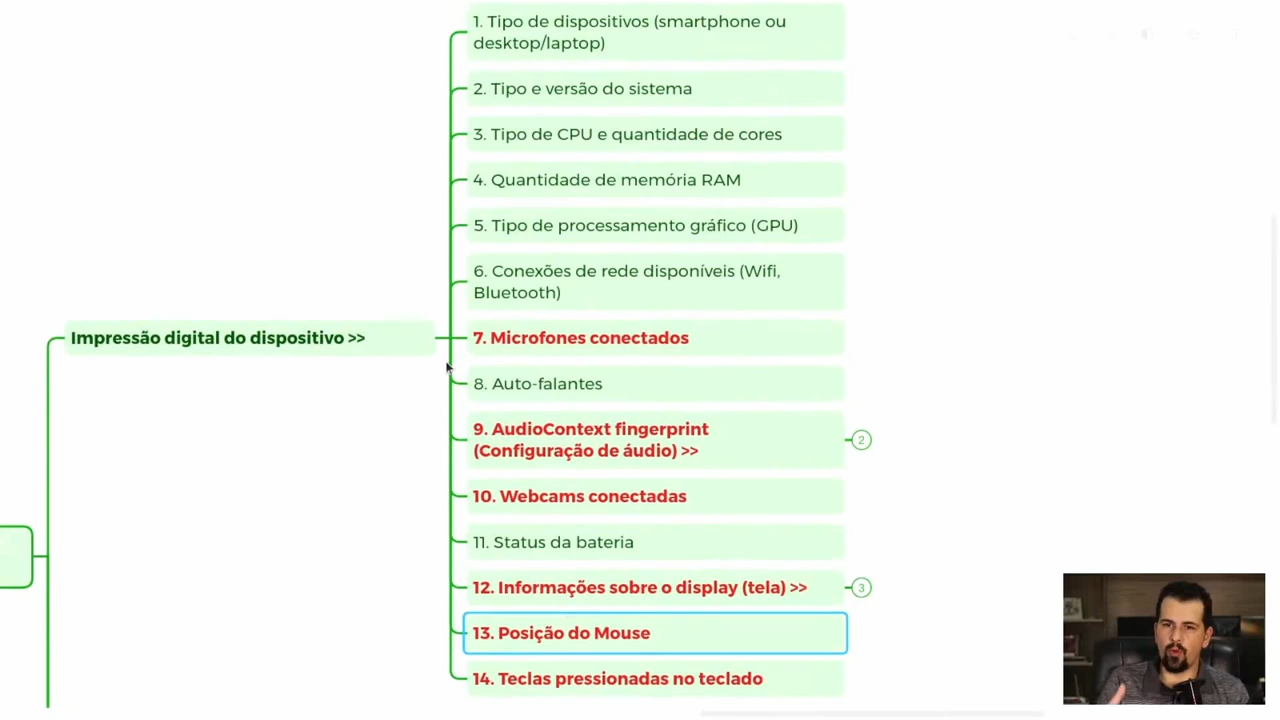 1. Tipo de dispositivos (smartphone ou
desktop/laptop)
2. Tipo e versão do sistema
3. Tipo de CPU e quantidade de cores
4. Quantidade de memória RAM
5. Tipo de processamento gráfico (GPU)
6. Conexões de rede disponíveis (Wifi,
Bluetooth)
Impressão digital do dispositivo >>
7. Microfones conectados
8. Auto-falantes
9. AudioContext fingerprint
(Configuração de áudio) >>
2
10. Webcams conectadas
11. Status da bateria
12. Informações sobre o display (tela) >>
3
13. Posição do Mouse
14. Teclas pressionadas no teclado